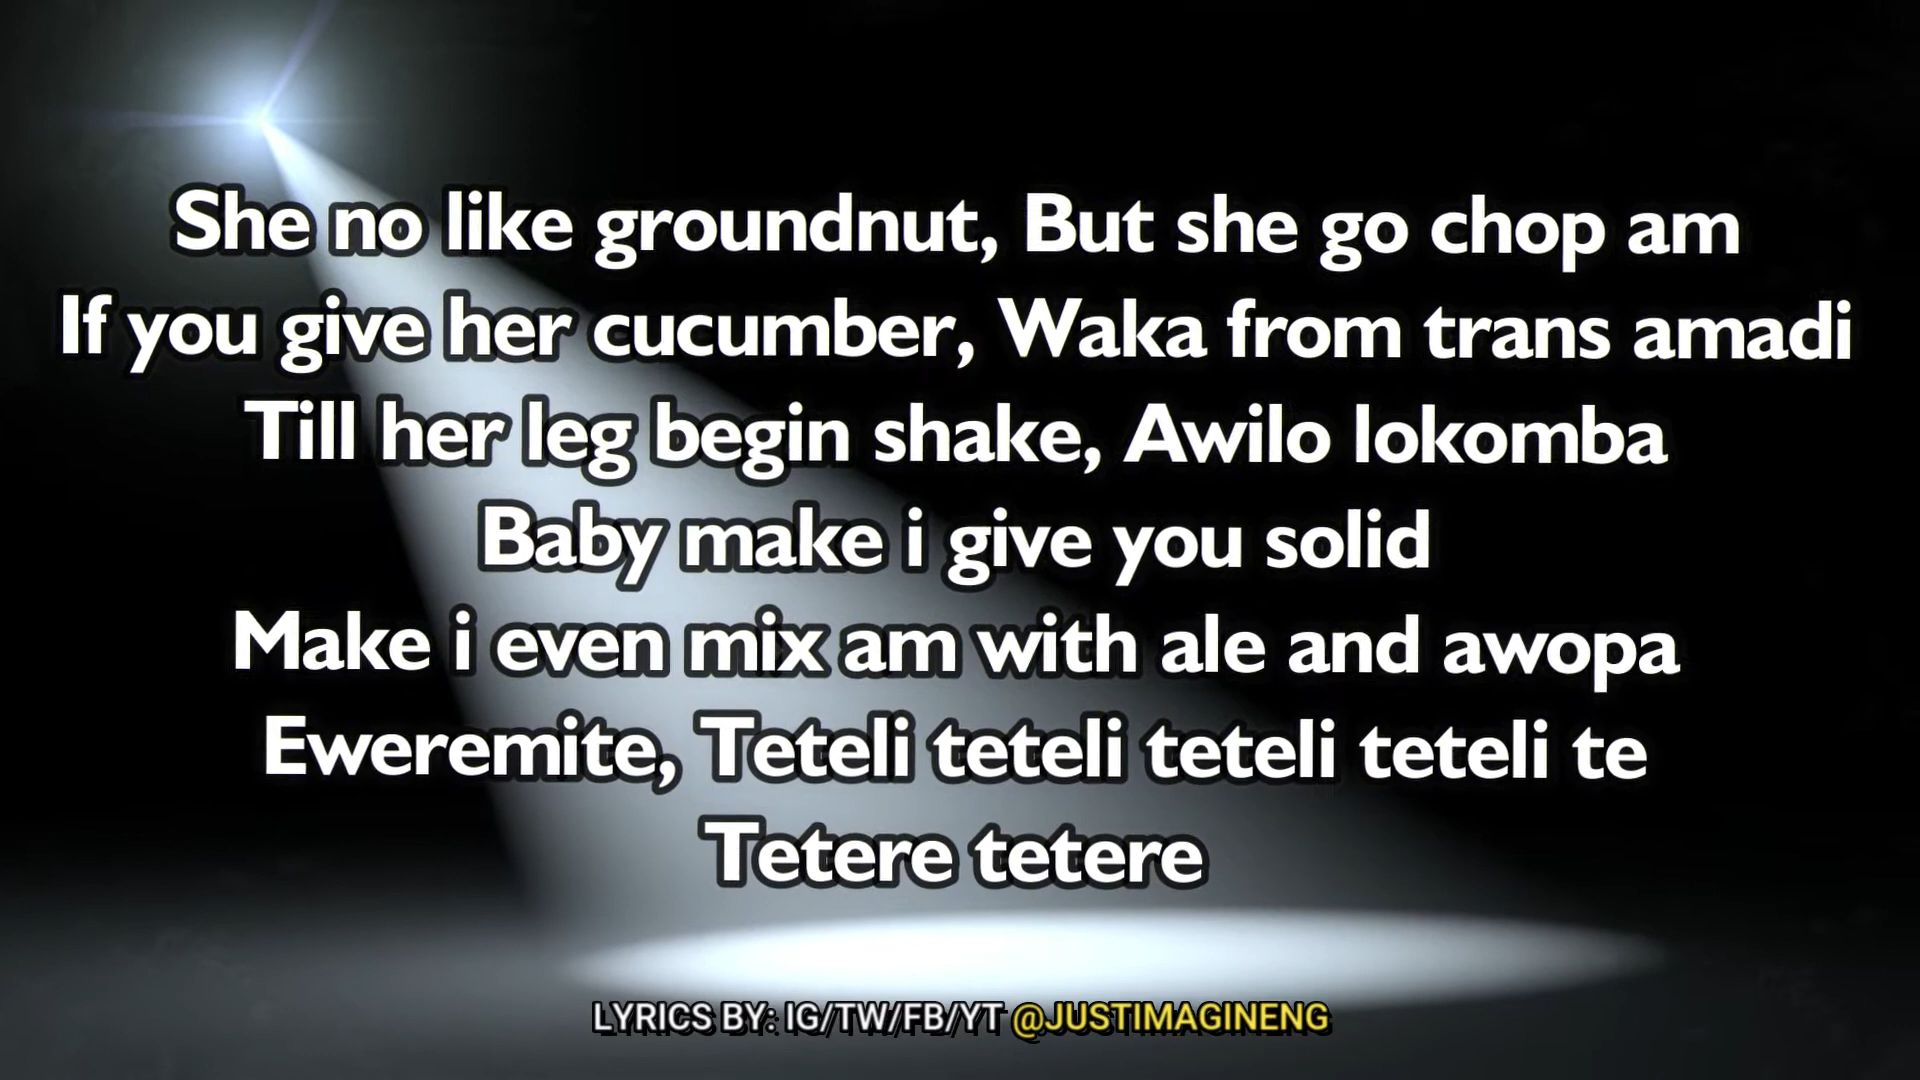 She no like groundnut, But she go chop am
If you give her cucumber, Waka from trans amadi
Till her leg begin shake, Awilo lokomba
Baby make i give you solid
Make i even mix am with ale and awopa
Eweremite, Teteli teteli teteli teteli te
Tetere tetere
LYRICS BY: IG/TW/FB/YT @JUSTIMAGINENG